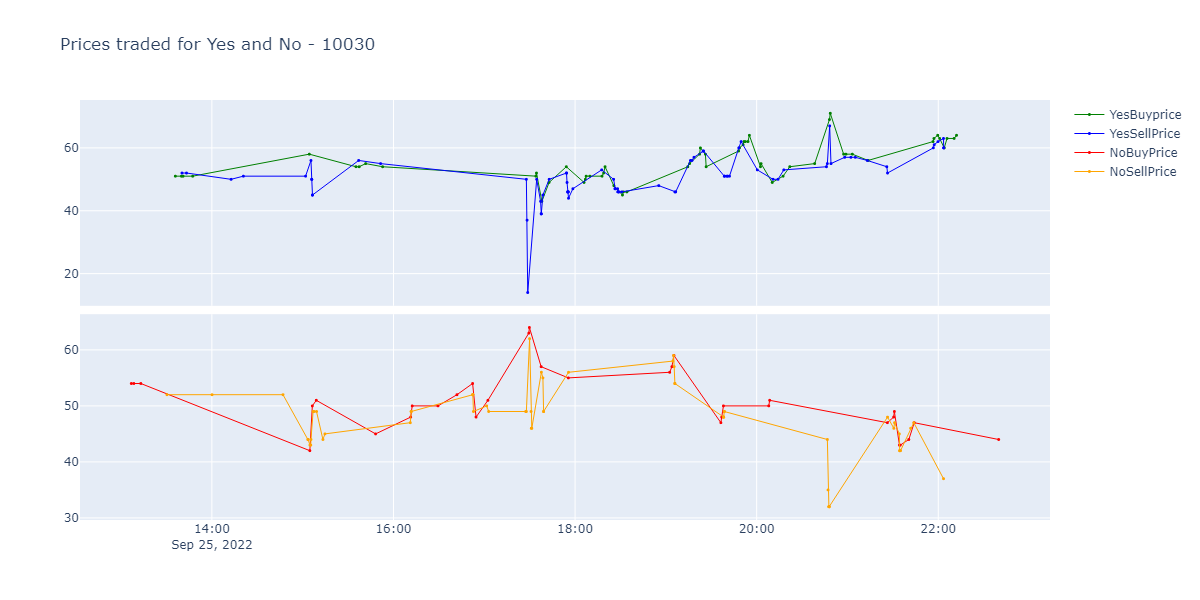 Prices traded for Yes and No - 10030
YesBuyprice
YesSellPrice
NoBuyPrice
NoSellPrice
60
40
20
60
50
40
30
14:00
16:00
18:00
20:00
22:00
Sep 25, 2022